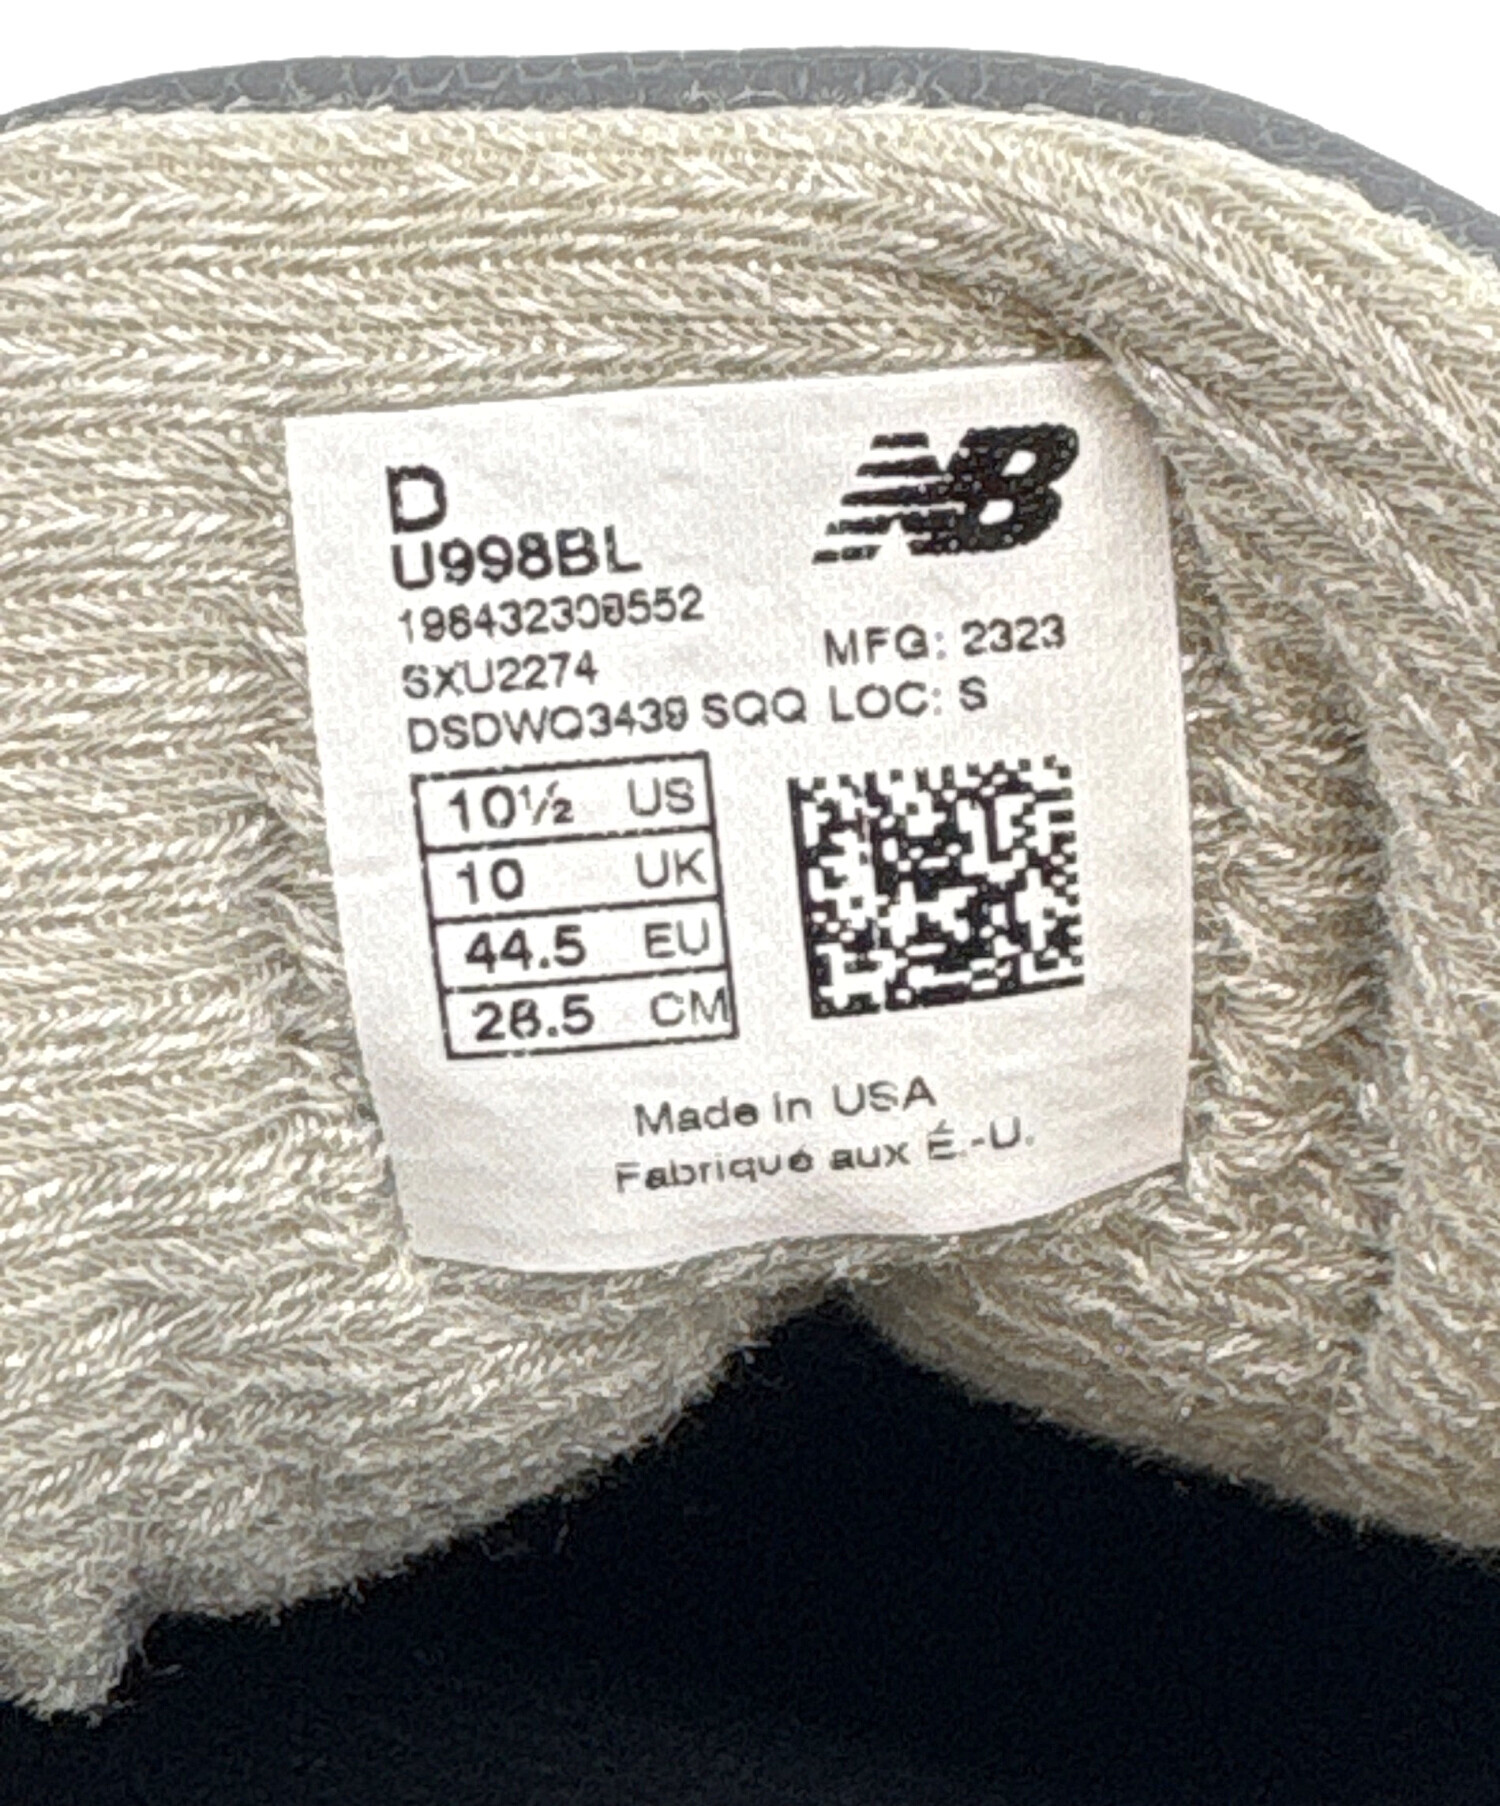 D
NB
U998BL
SXU2274
MFG: 2323
DSDWQ3439 SQQ LOC: S
10½ US
10 UK
44.5 EU
28.5 CM
Made in USA
Fabriqué aux É.-U.